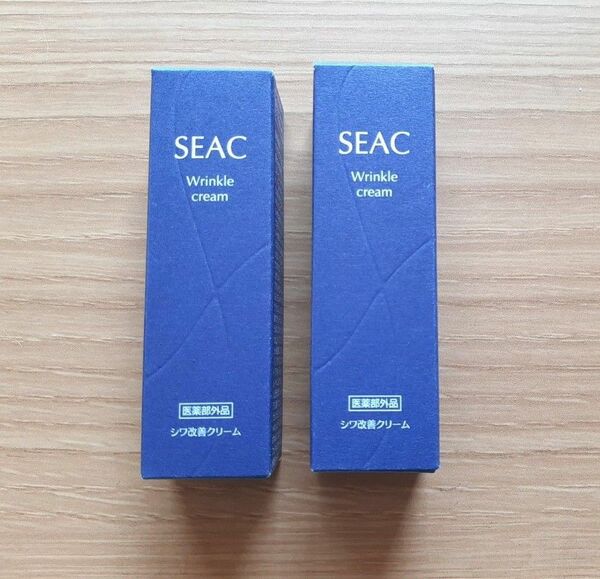 SEAC
Wrinkle
cream
医薬部外品
シワ改善クリーム
SEAC
Wrinkle
cream
医薬部外品
シワ改善クリーム